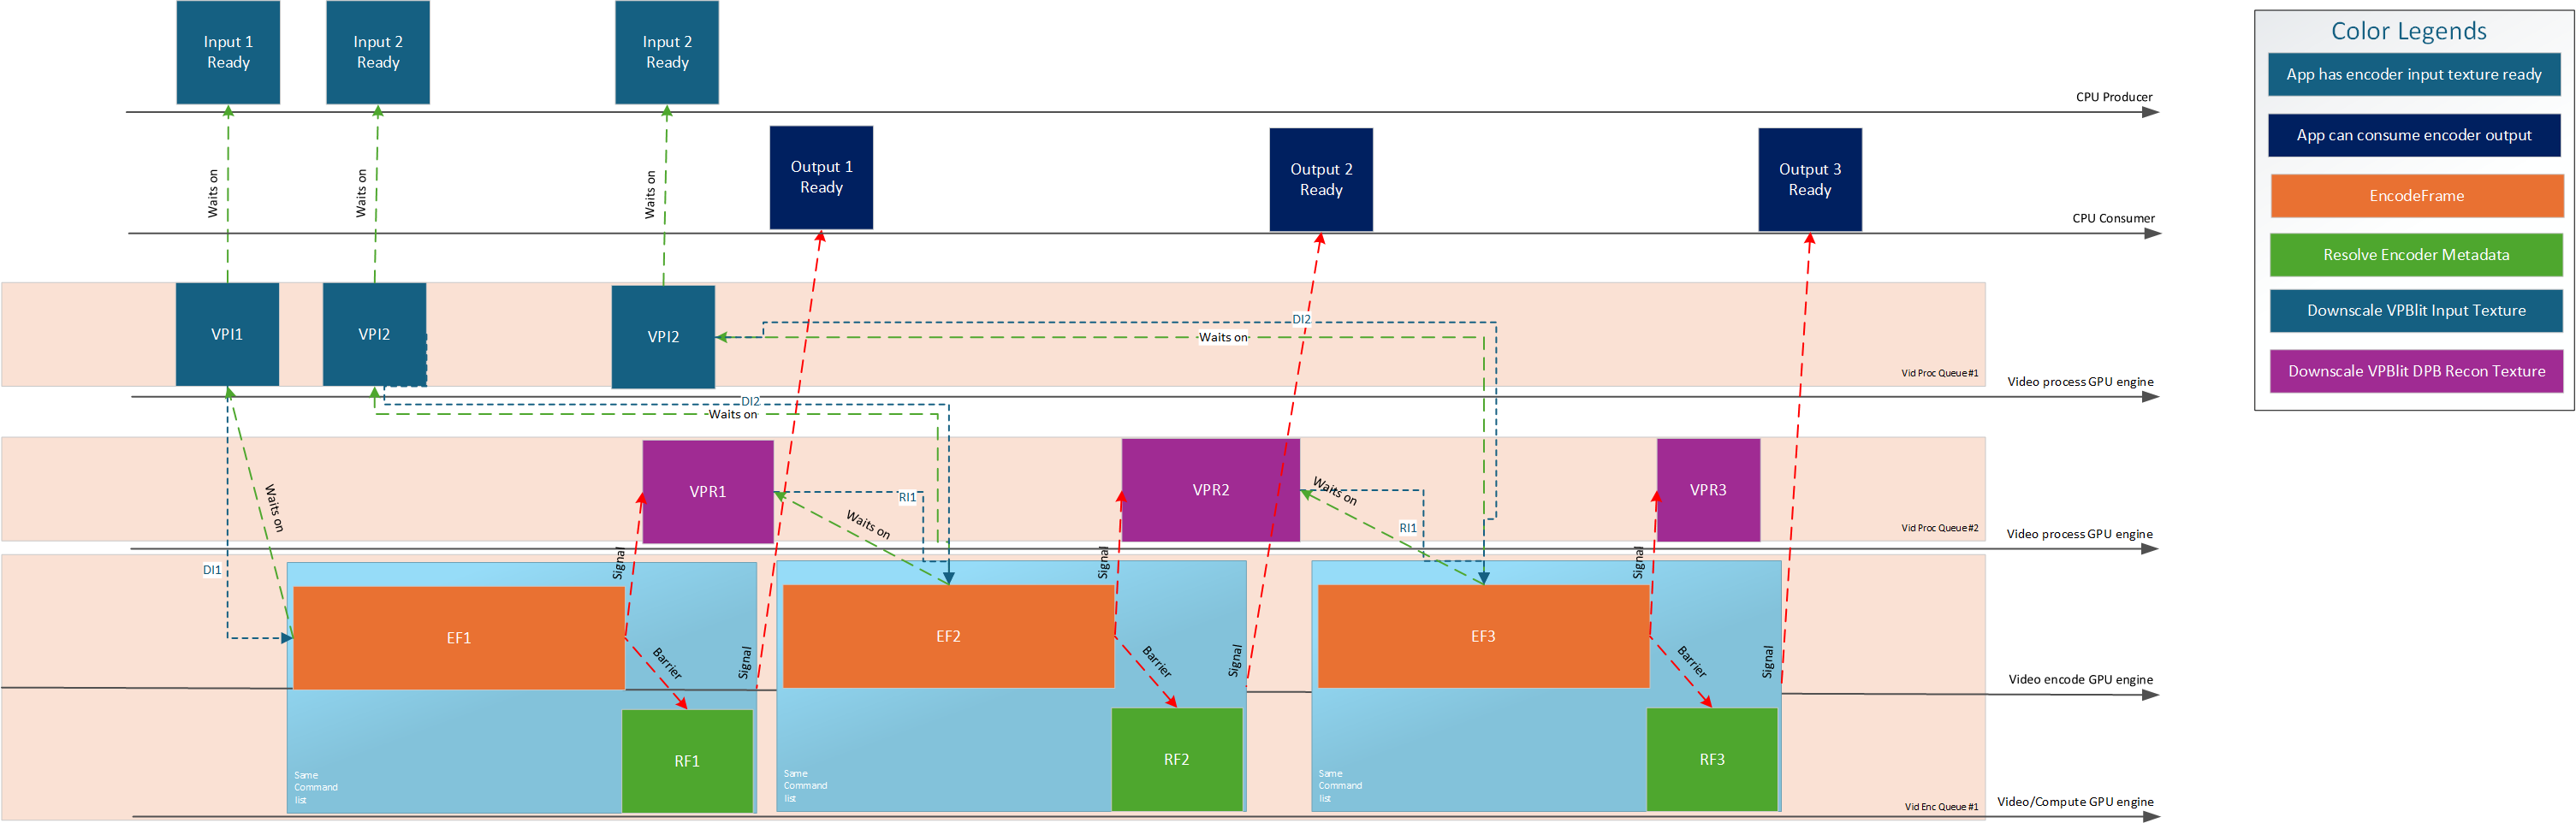 Input 1
Ready
Input 2
Ready
Input 2
Ready
Color Legends
App has encoder input texture ready
App can consume encoder output
EncodeFrame
Resolve Encoder Metadata
Downscale VPBlit Input Texture
Downscale VPBlit DPB Recon Texture
CPU Producer
Waits on
Waits on
Waits on
Output 1
Ready
Output 2
Ready
Output 3
Ready
CPU Consumer
VPI1
VPI2
VPI2
DI2
Waits on
Vid Proc Queue #1
Video process GPU engine
DI2
Waits on
Waits on
VPR1
RI1
Waits on
VPR2
Waits on
RI1
VPR3
Vid Proc Queue #2
Video process GPU engine
DI1
Signal
Signal
Signal
EF1
Barrier
Signal
EF2
Barrier
Signal
EF3
Barrier
Signal
Video encode GPU engine
RF1
RF2
RF3
Same
Command
list
Same
Command
list
Same
Command
list
Vid Enc Queue #1
Video/Compute GPU engine